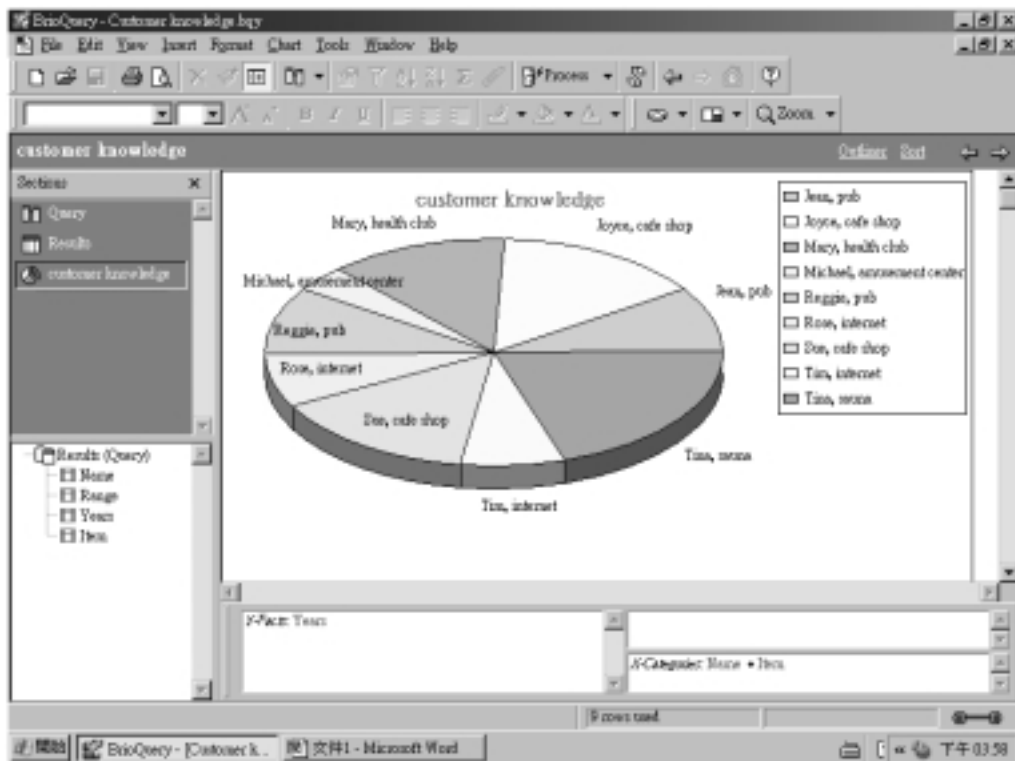 BrioQuery - Customer knowledge.bqy
File Edit View Insert Format Chart Tools Window Help
Process
B I U
Zoom
customer knowledge
Outliner Sort
Sections
Query
Results
customer knowledge
Results (Query)
Name
Range
Years
Item
customer knowledge
Mary, health club
Joyce, cafe shop
Michael, amusement center
Jean, pub
Reggie, pub
Rose, internet
Sue, cafe shop
Tim, internet
Tina, sauna
Jean, pub
Joyce, cafe shop
Mary, health club
Michael, amusement center
Reggie, pub
Rose, internet
Sue, cafe shop
Tim, internet
Tina, sauna
Y-Facts: Years
X-Categories: Name • Item
9 rows used
開始
BrioQuery - [Customer k...
文件1 - Microsoft Word
下午 03:58